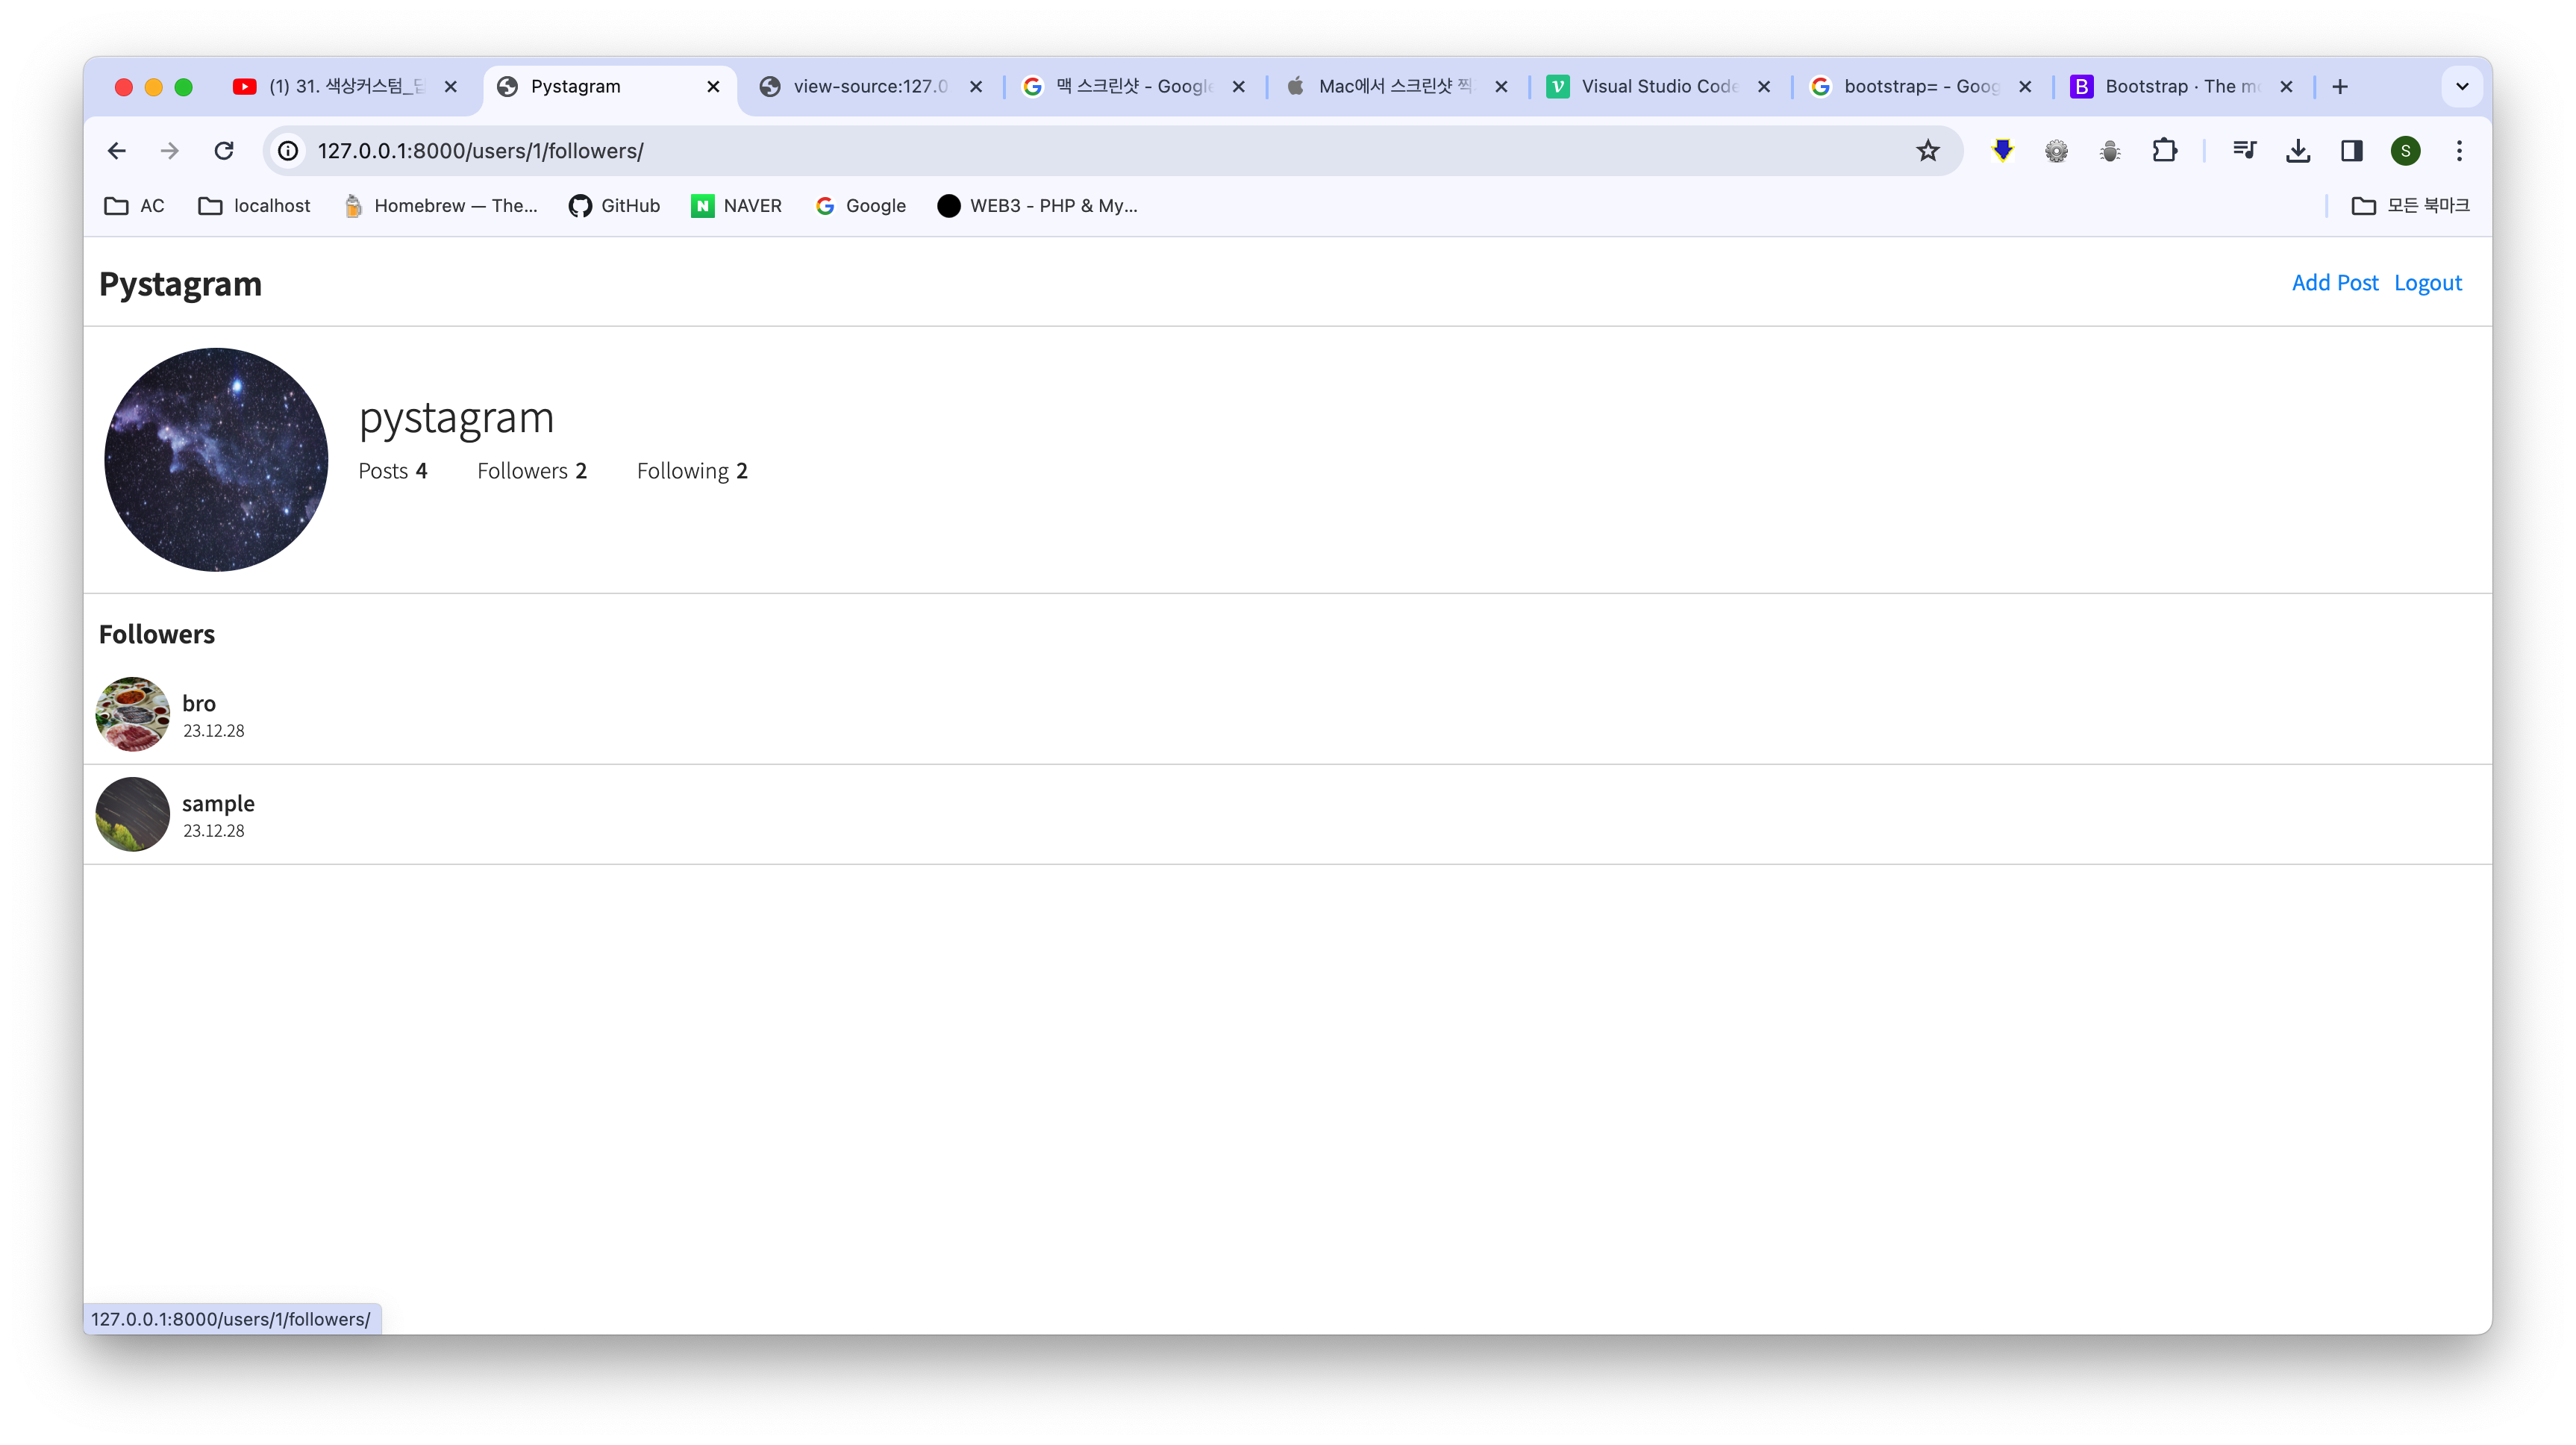 (1) 31. 색상커스텀_
Pystagram
view-source:127.0
맥 스크린샷 - Google
Mac에서 스크린샷 찍
Visual Studio Code
bootstrap= - Goog
Bootstrap · The m
127.0.0.1:8000/users/1/followers/
S
AC
localhost
Homebrew — The...
GitHub
NAVER
Google
WEB3 - PHP & My...
모든 북마크
Pystagram
Add Post Logout
pystagram
Posts 4 Followers 2 Following 2
Followers
bro
23.12.28
sample
23.12.28
127.0.0.1:8000/users/1/followers/